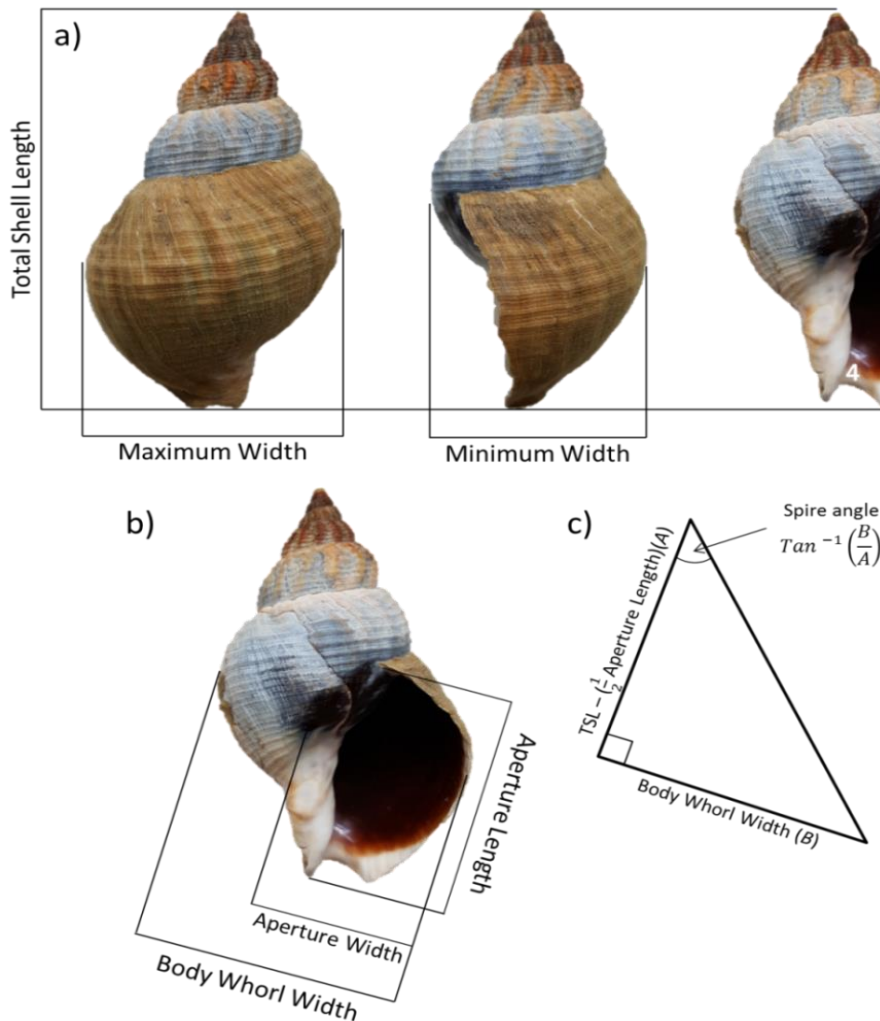 a)
Total Shell Length
4
Maximum Width
Minimum Width
b)
Aperture Length
Aperture Width
Body Whorl Width
c)
Spire angle
Tan⁻¹(B/A)
TSL – (1/2 Aperture Length)(A)
Body Whorl Width (B)